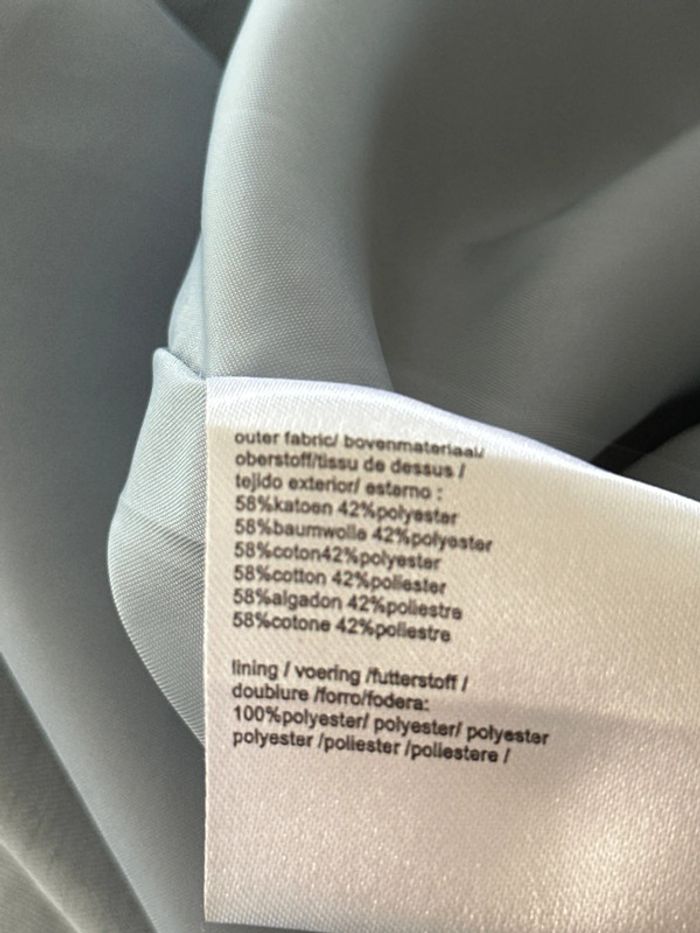 outer fabric/ bovenmateriaal/
oberstoff/tissu de dessus /
tejido exterior/ esterno :
58%katoen 42%polyester
58%baumwolle 42%polyester
58%coton42%polyester
58%cotton 42%poliester
58%algadon 42%poliestre
58%cotone 42%poliestre
lining / voering /futterstoff /
doublure /forro/fodera:
100%polyester/ polyester/ polyester
polyester /poliester /poliestere /